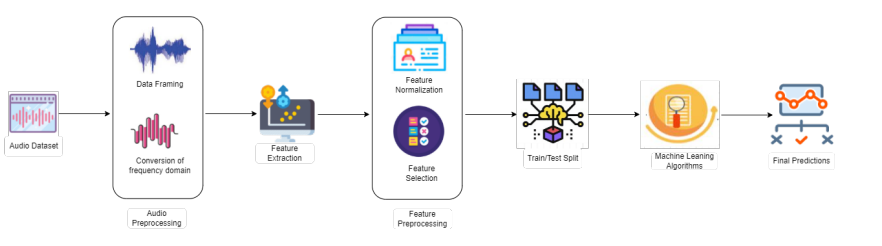 Audio Dataset
Data Framing
Conversion of
frequency domain
Audio
Preprocessing
Feature
Extraction
Feature
Normalization
Feature
Selection
Feature
Preprocessing
Train/Test Split
Machine Leaning
Algorithms
Final Predictions